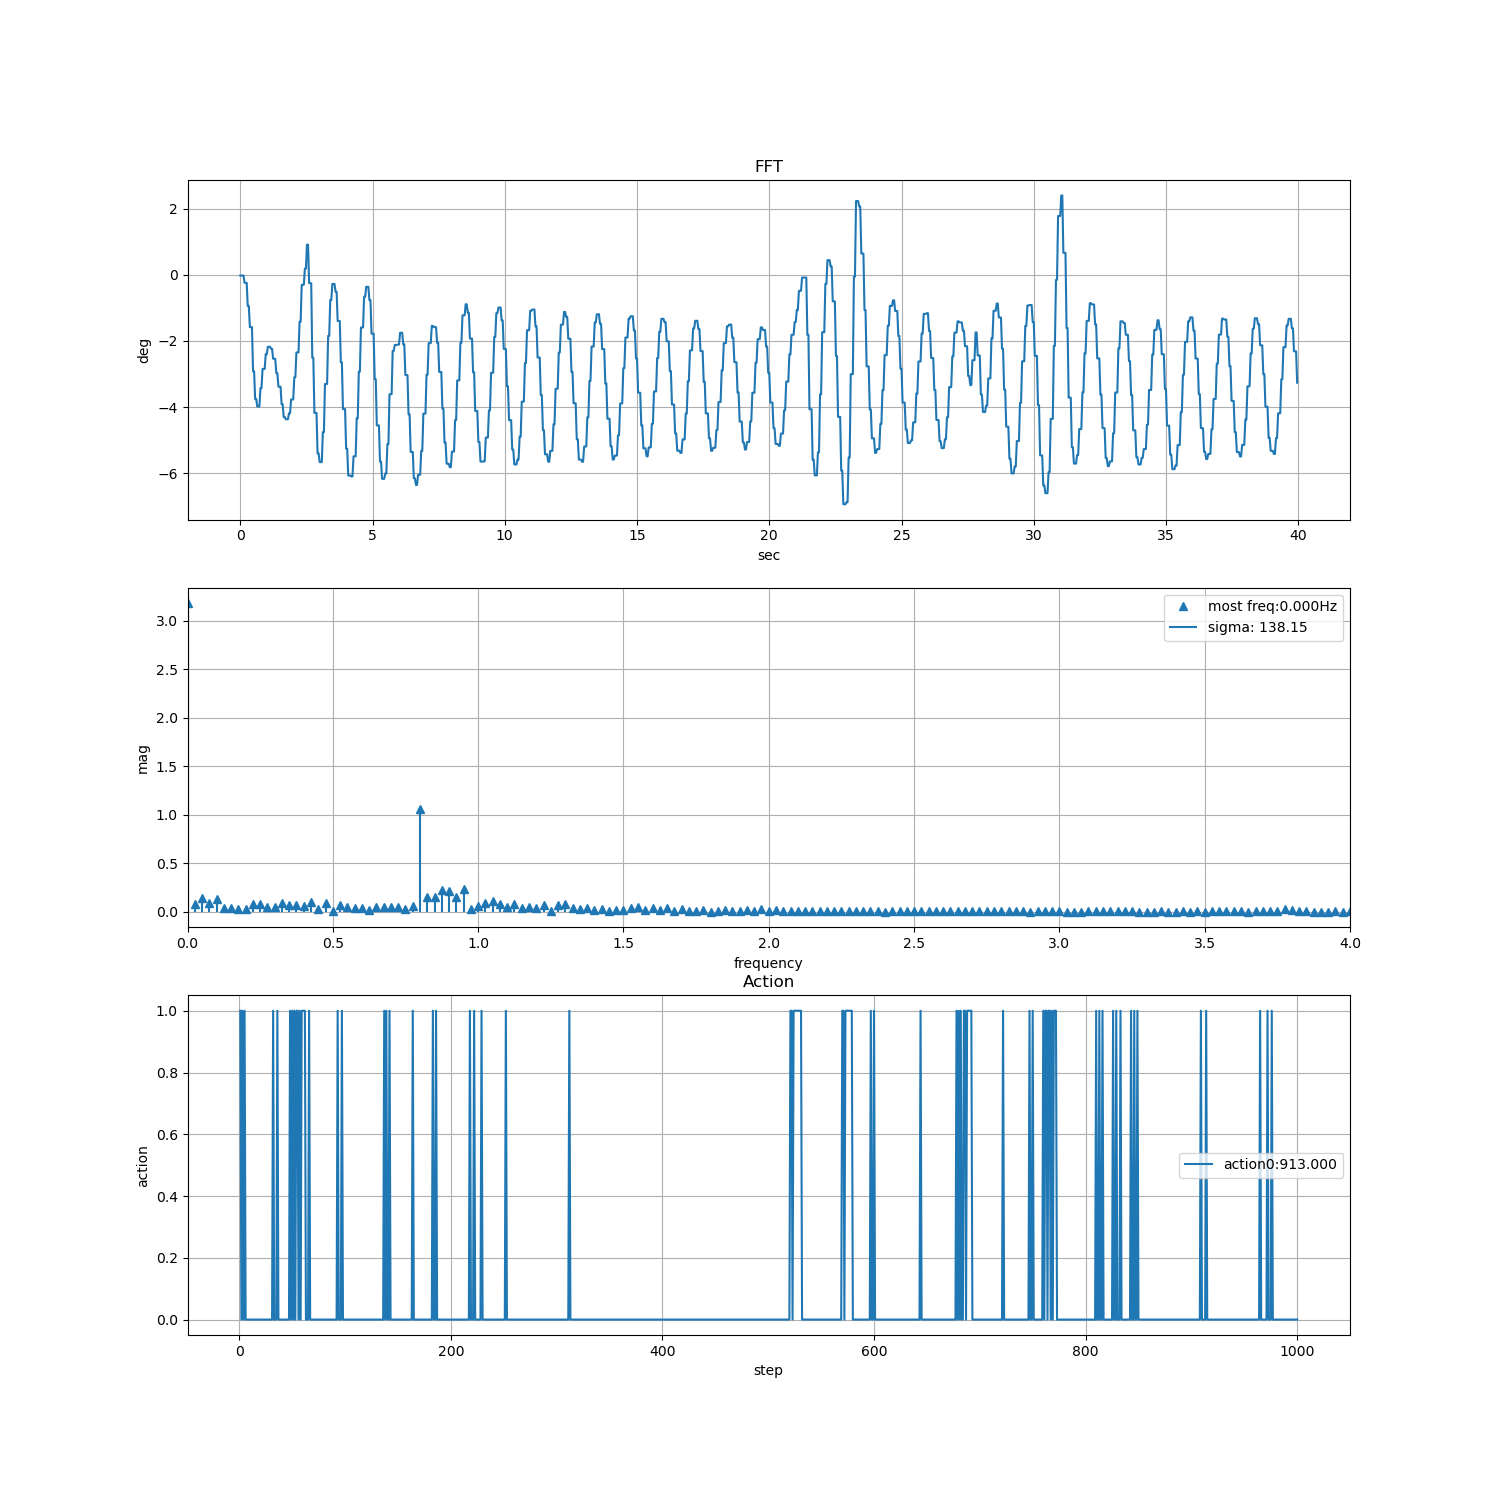 FFT
2
0
−2
−4
−6
deg
0 5 10 15 20 25 30 35 40
sec
3.0
2.5
2.0
1.5
1.0
0.5
0.0
mag
most freq:0.000Hz
sigma: 138.15
0.0 0.5 1.0 1.5 2.0 2.5 3.0 3.5 4.0
frequency
Action
1.0
0.8
0.6
0.4
0.2
0.0
action
action0:913.000
0 200 400 600 800 1000
step